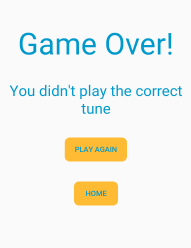 Game Over!
You didn't play the correct
tune
PLAY AGAIN
HOME